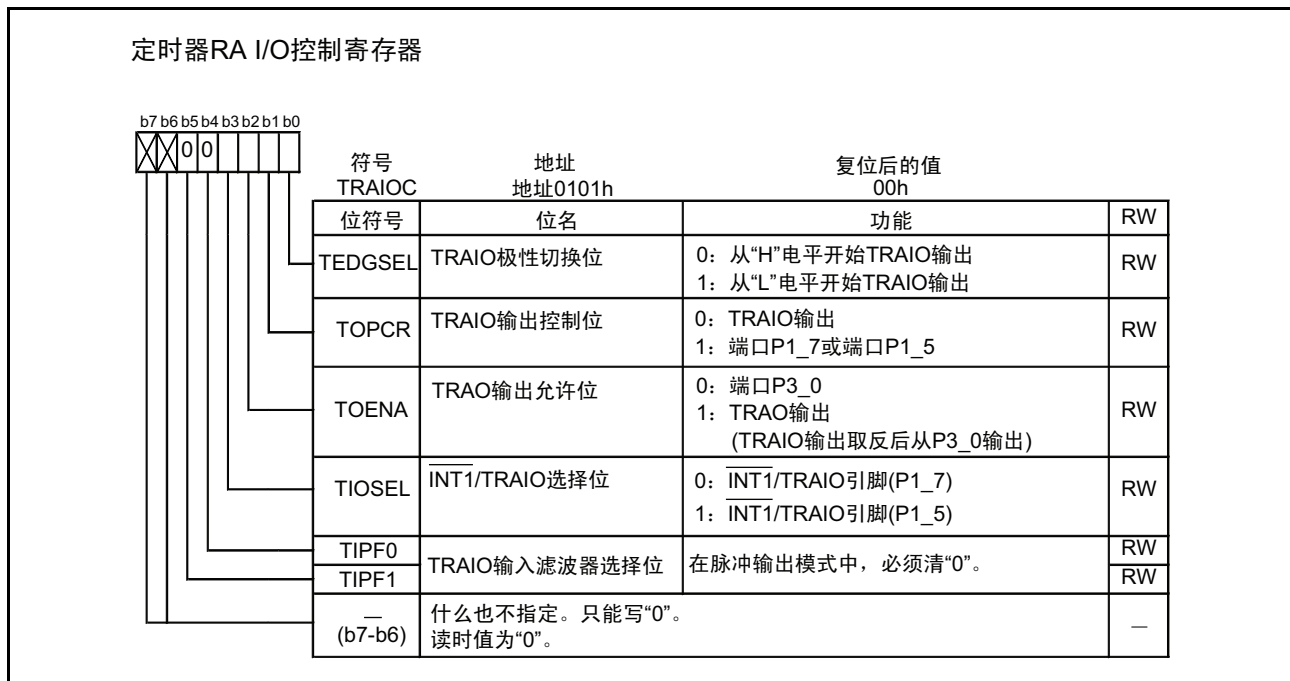 定时器RA I/O控制寄存器
b7 b6 b5 b4 b3 b2 b1 b0
0 0
符号 地址 复位后的值
TRAIOC 地址0101h 00h
位符号 位名 功能 RW
TEDGSEL TRAIO极性切换位 0：从“H”电平开始TRAIO输出 RW
1：从“L”电平开始TRAIO输出
TOPCR TRAIO输出控制位 0：TRAIO输出 RW
1：端口P1_7或端口P1_5
TOENA TRAO输出允许位 0：端口P3_0 RW
1：TRAO输出
(TRAIO输出取反后从P3_0输出)
TIOSEL INT1/TRAIO选择位 0：INT1/TRAIO引脚(P1_7) RW
1：INT1/TRAIO引脚(P1_5)
TIPF0 TRAIO输入滤波器选择位 在脉冲输出模式中，必须清“0”。 RW
TIPF1 RW
— 什么也不指定。只能写“0”。 —
(b7-b6) 读时值为“0”。